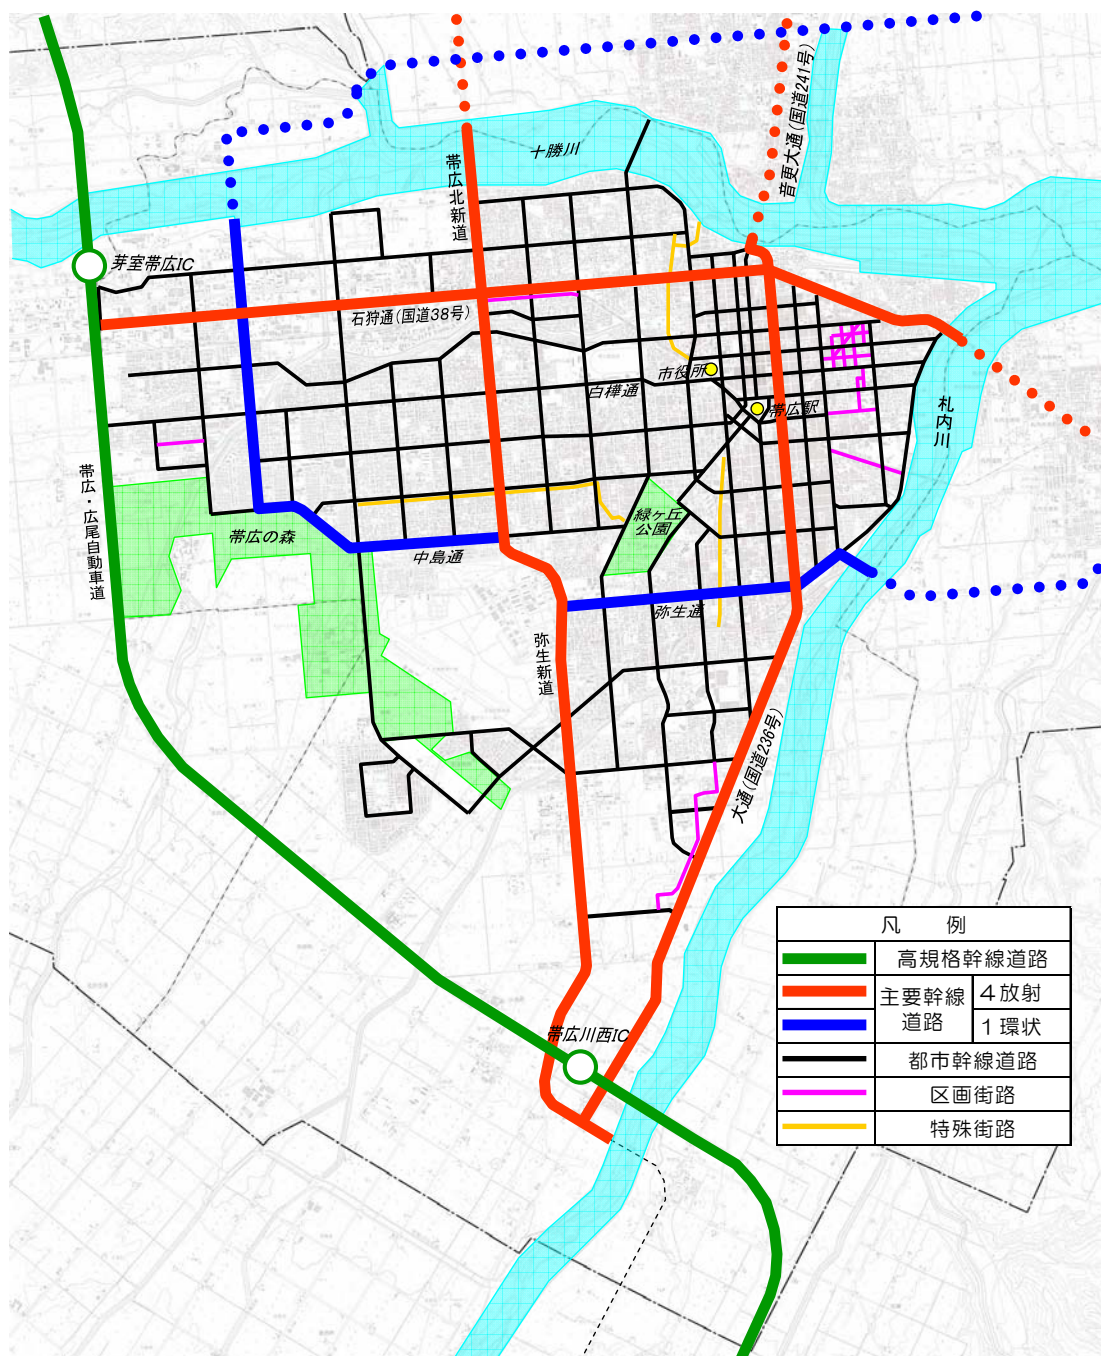 音更大通(国道241号)
十勝川
帯広北新道
芽室帯広IC
石狩通(国道38号)
市役所
白樺通
帯広駅
札内川
帯広・広尾自動車道
緑ヶ丘
公園
帯広の森
中島通
弥生通
弥生新道
大通(国道236号)
帯広川西IC
凡 例
高規格幹線道路
主要幹線
道路
4放射
1環状
都市幹線道路
区画街路
特殊街路